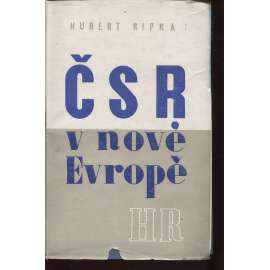 HUBERT RIPKA
ČSR
v nové
Evropě
HR